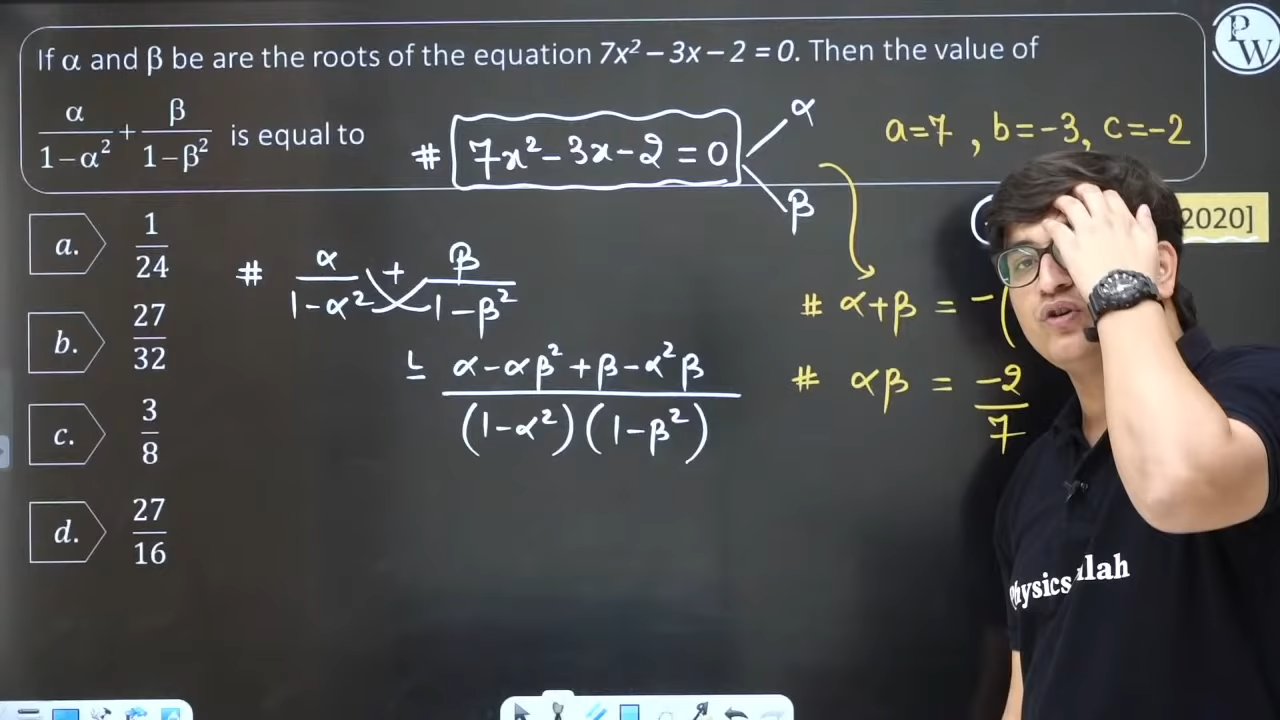 If α and β be are the roots of the equation 7x² – 3x – 2 = 0. Then the value of
α/(1–α²) + β/(1–β²) is equal to
# 7x² – 3x – 2 = 0
α
β
a=7 , b=–3, c=–2
PW
2020]
a. 1/24
b. 27/32
c. 3/8
d. 27/16
# α/(1–α²) + β/(1–β²)
α–αβ²+β–α²β / (1–α²)(1–β²)
# α+β = –(
# αβ = –2/7
Physics